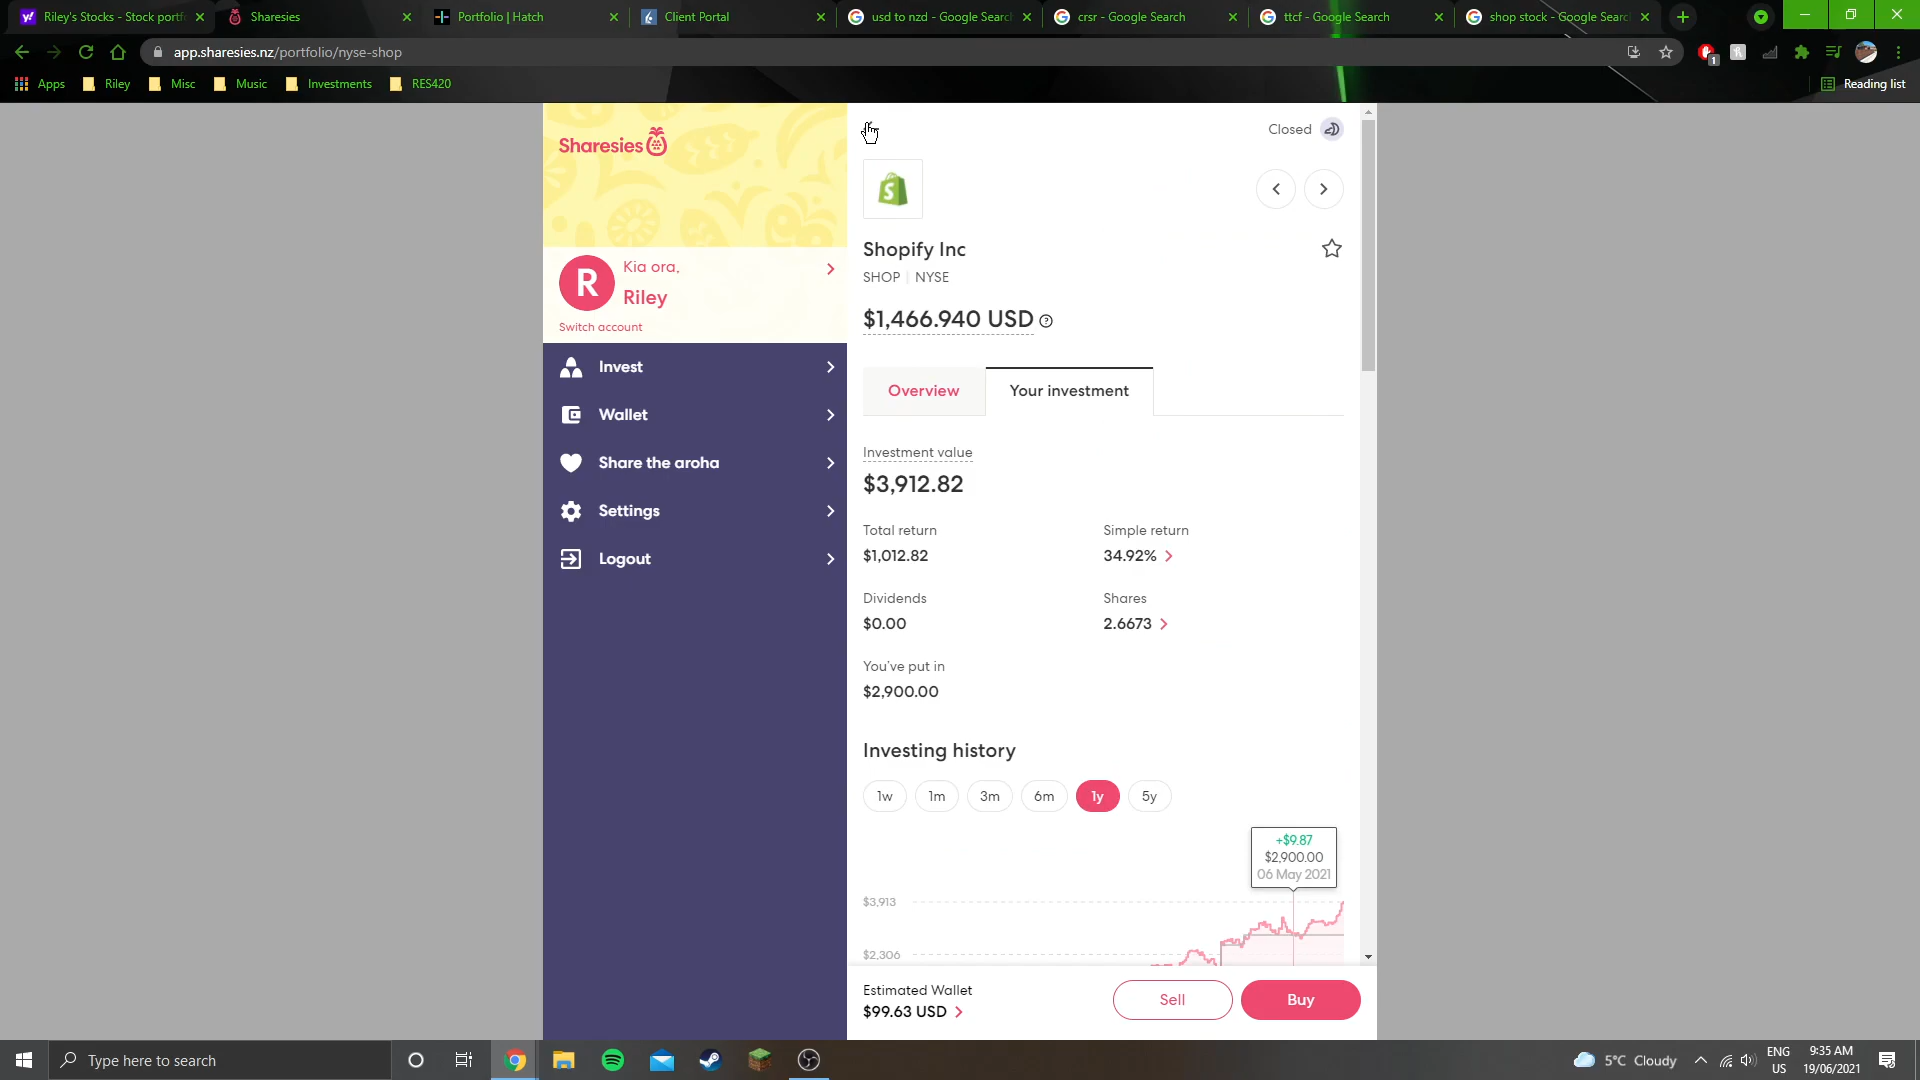 Riley's Stocks - Stock portf
Sharesies
Portfolio | Hatch
Client Portal
usd to nzd - Google Search
crsr - Google Search
ttcf - Google Search
shop stock - Google Search
app.sharesies.nz/portfolio/nyse-shop
1
Apps
Riley
Misc
Music
Investments
RES420
Reading list
Sharesies
Closed
Kia ora,
Riley
Switch account
Invest
Wallet
Share the aroha
Settings
Logout
Shopify Inc
SHOP | NYSE
$1,466.940 USD
Overview
Your investment
Investment value
$3,912.82
Total return
$1,012.82
Simple return
34.92%
Dividends
$0.00
Shares
2.6673
You've put in
$2,900.00
Investing history
1w
1m
3m
6m
1y
5y
+$9.87
$2,900.00
06 May 2021
$3,913
$2,306
Estimated Wallet
$99.63 USD
Sell
Buy
Type here to search
5°C Cloudy
ENG
US
9:35 AM
19/06/2021